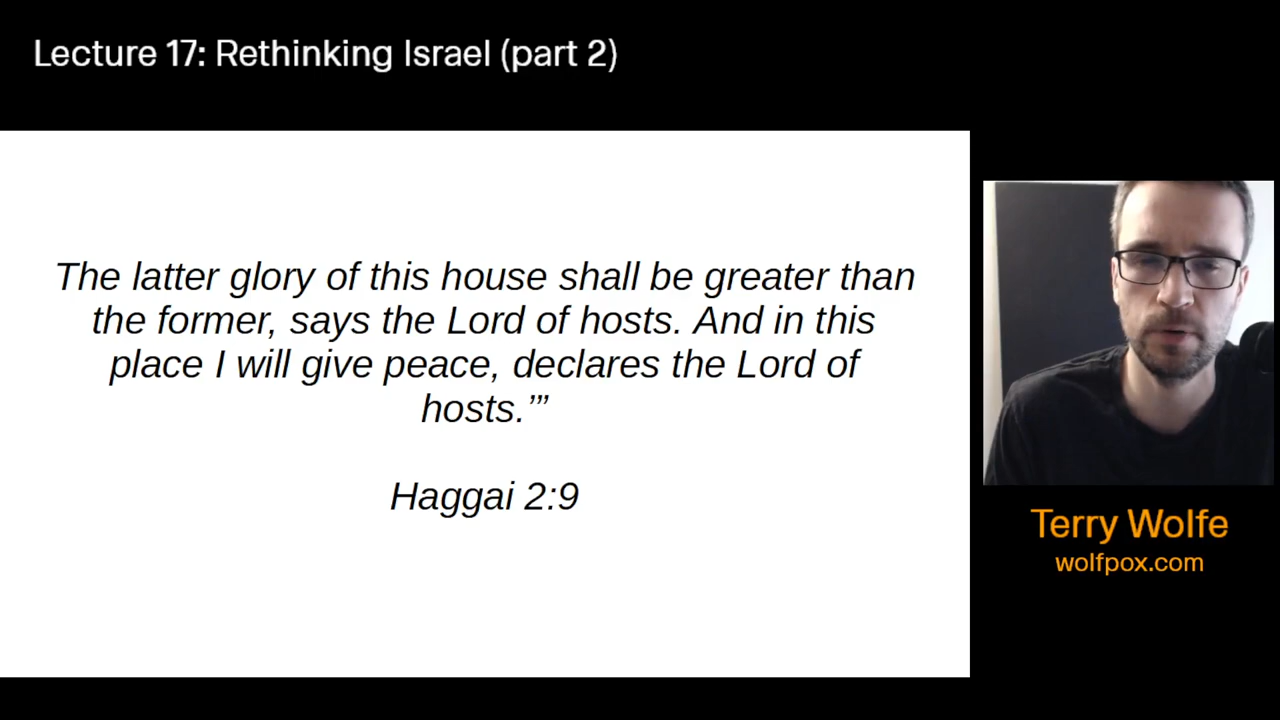 Lecture 17: Rethinking Israel (part 2)
The latter glory of this house shall be greater than
the former, says the Lord of hosts. And in this
place I will give peace, declares the Lord of
hosts.’”
Haggai 2:9
Terry Wolfe
wolfpox.com